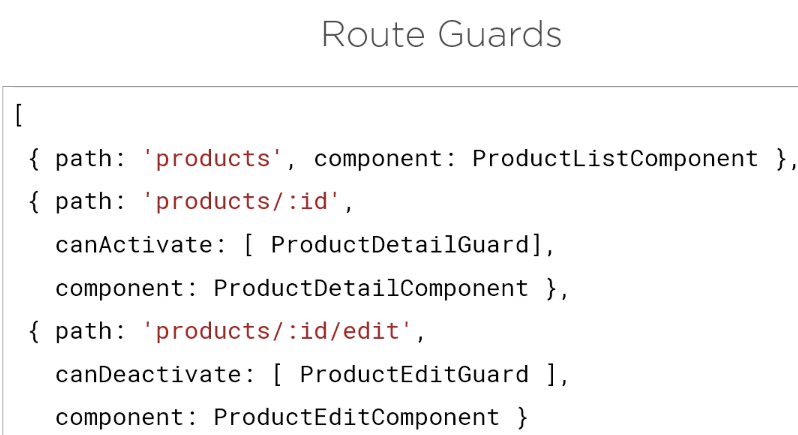 Route Guards
[
{ path: 'products', component: ProductListComponent },
{ path: 'products/:id',
canActivate: [ ProductDetailGuard],
component: ProductDetailComponent },
{ path: 'products/:id/edit',
canDeactivate: [ ProductEditGuard ],
component: ProductEditComponent }